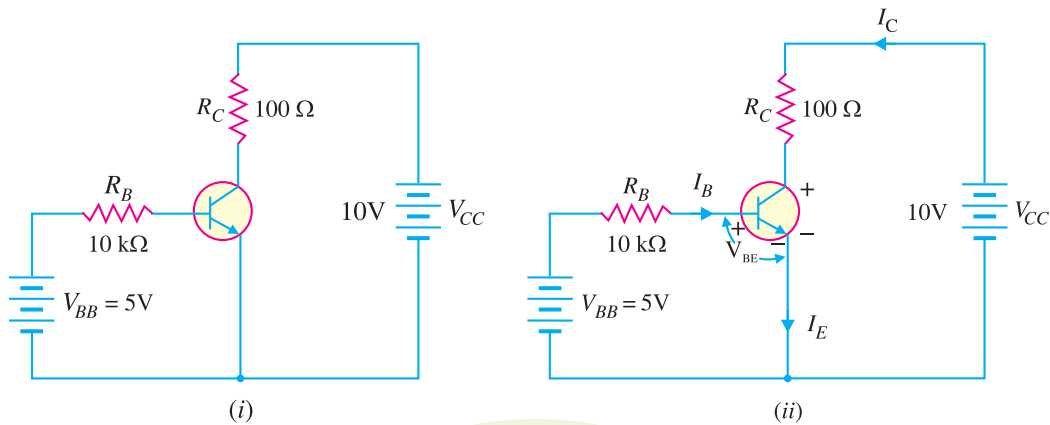 R_C 100 Ω
R_B
10 kΩ
10V V_CC
V_BB = 5V
(i)
I_C
R_C 100 Ω
R_B I_B +
10 kΩ + − −
V_BE
10V V_CC
V_BB = 5V
I_E
(ii)